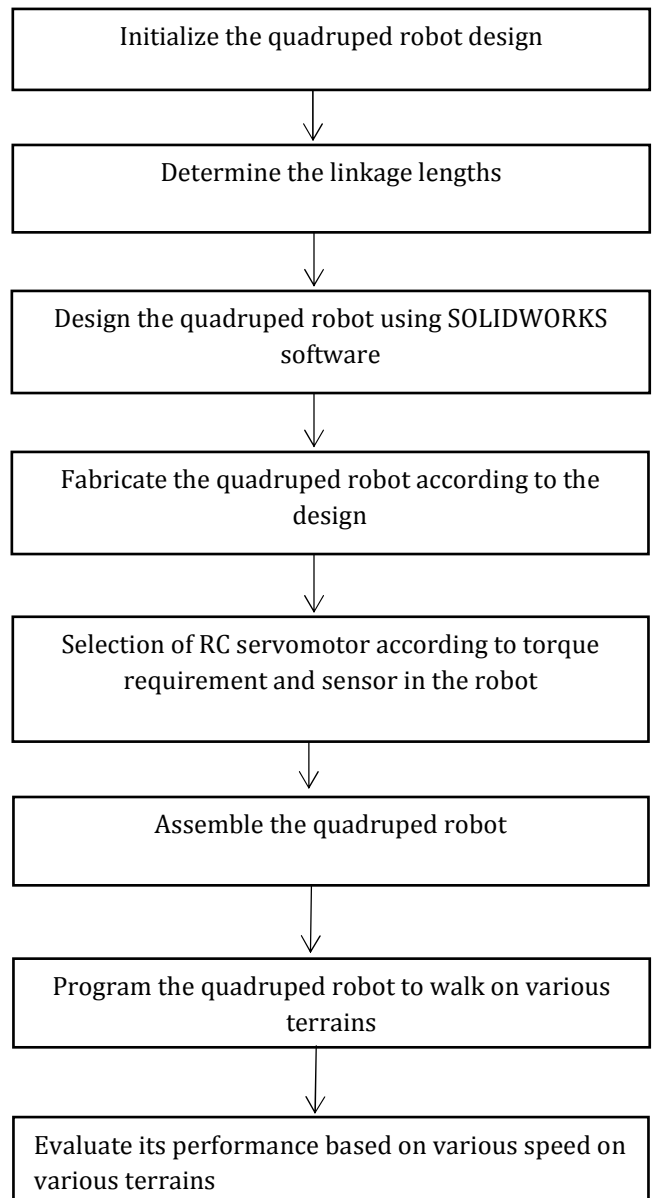 Initialize the quadruped robot design
Determine the linkage lengths
Design the quadruped robot using SOLIDWORKS
software
Fabricate the quadruped robot according to the
design
Selection of RC servomotor according to torque
requirement and sensor in the robot
Assemble the quadruped robot
Program the quadruped robot to walk on various
terrains
Evaluate its performance based on various speed on
various terrains